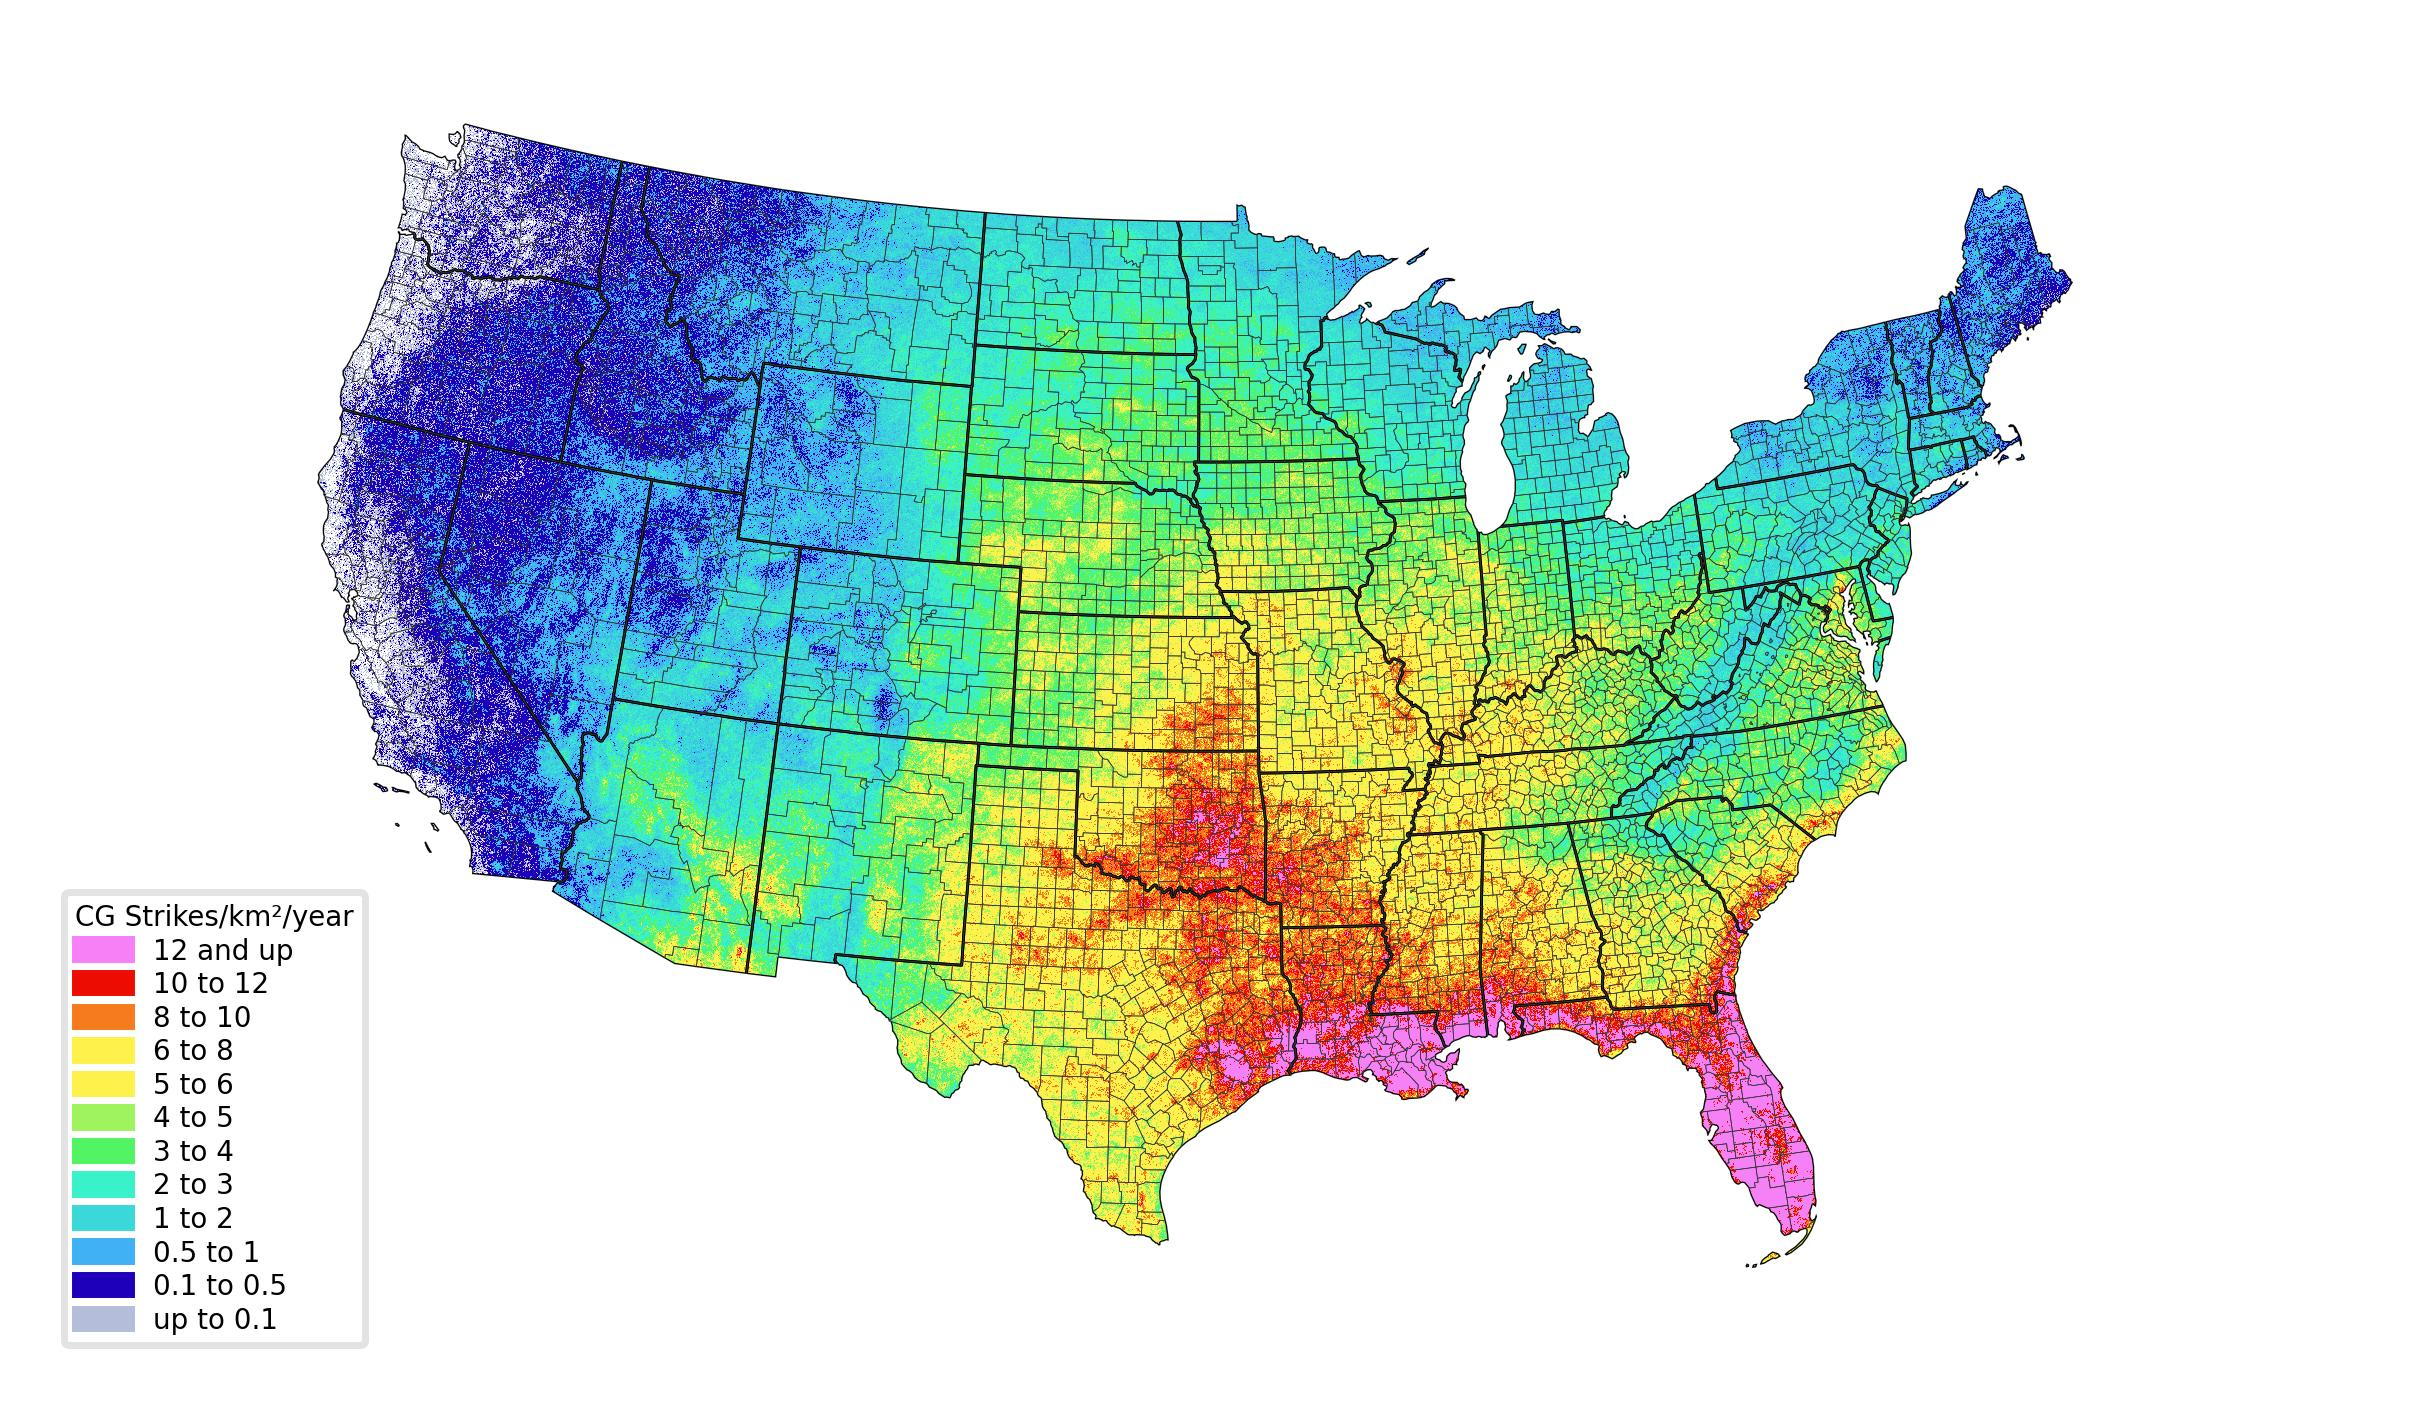 CG Strikes/km²/year
12 and up
10 to 12
8 to 10
6 to 8
5 to 6
4 to 5
3 to 4
2 to 3
1 to 2
0.5 to 1
0.1 to 0.5
up to 0.1